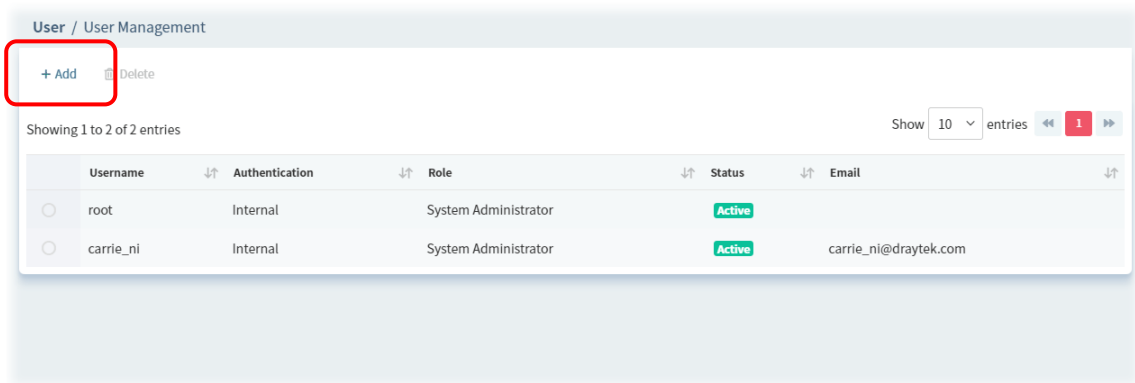 User / User Management
+ Add Delete
Showing 1 to 2 of 2 entries
Show 10 entries 1
Username Authentication Role Status Email
root Internal System Administrator Active
carrie_ni Internal System Administrator Active carrie_ni@draytek.com